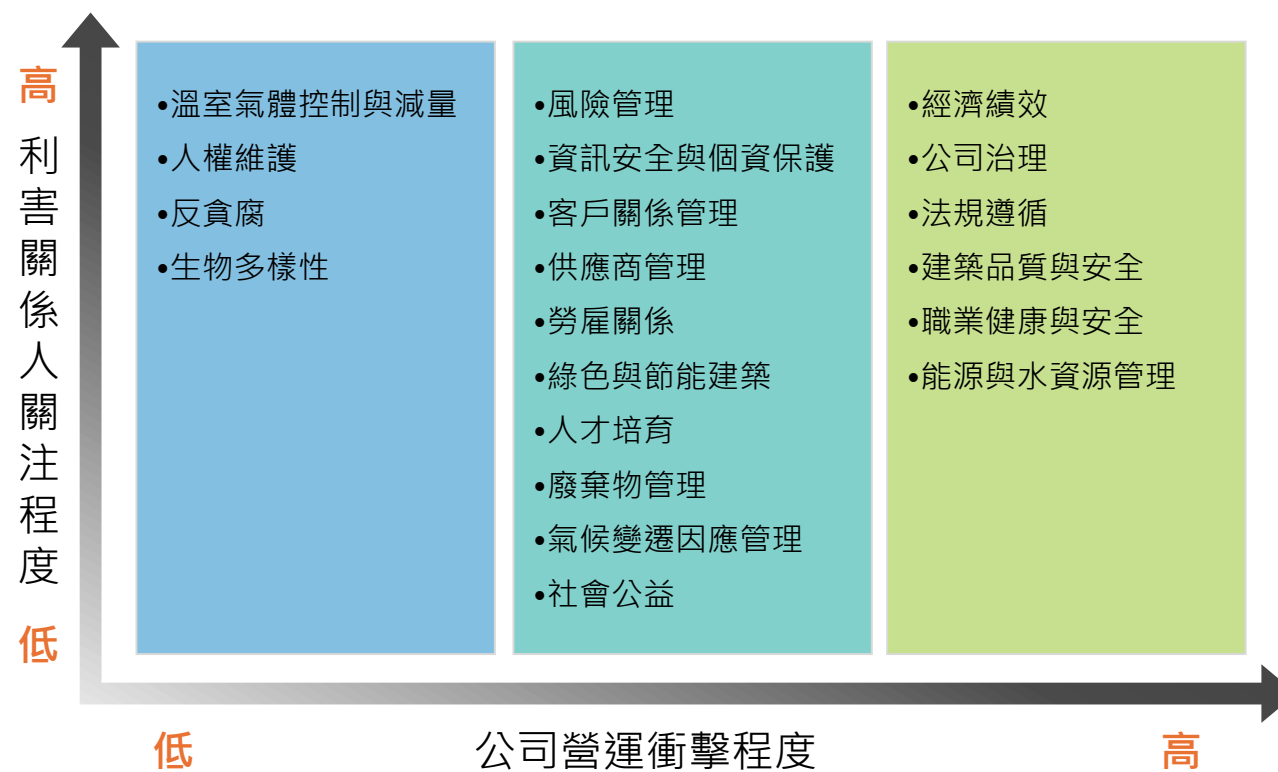 高
利害關係人關注程度
低
•溫室氣體控制與減量
•人權維護
•反貪腐
•生物多樣性
•風險管理
•資訊安全與個資保護
•客戶關係管理
•供應商管理
•勞雇關係
•綠色與節能建築
•人才培育
•廢棄物管理
•氣候變遷因應管理
•社會公益
•經濟績效
•公司治理
•法規遵循
•建築品質與安全
•職業健康與安全
•能源與水資源管理
低
公司營運衝擊程度
高